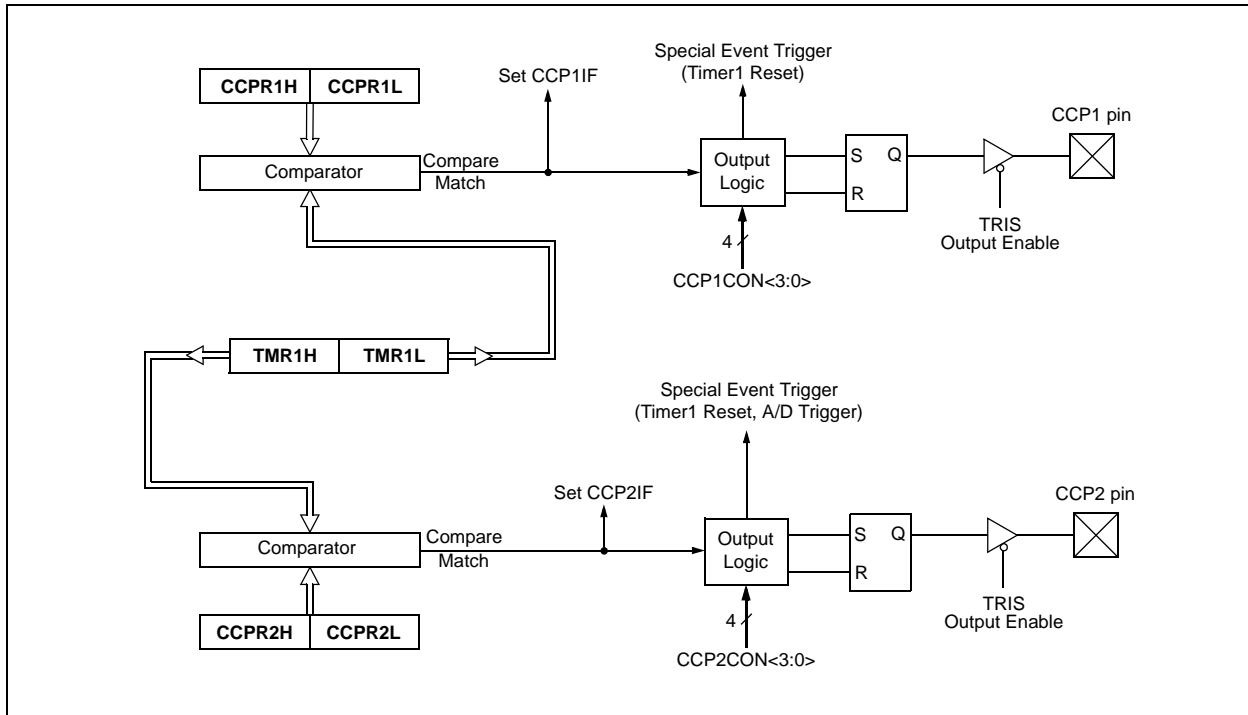 Special Event Trigger
(Timer1 Reset)
Set CCP1IF
CCPR1H CCPR1L
CCP1 pin
Comparator
Compare
Match
Output
Logic
S Q
R
TRIS
Output Enable
4
CCP1CON<3:0>
TMR1H TMR1L
Special Event Trigger
(Timer1 Reset, A/D Trigger)
Set CCP2IF
CCP2 pin
Comparator
Compare
Match
Output
Logic
S Q
R
TRIS
Output Enable
CCPR2H CCPR2L
4
CCP2CON<3:0>